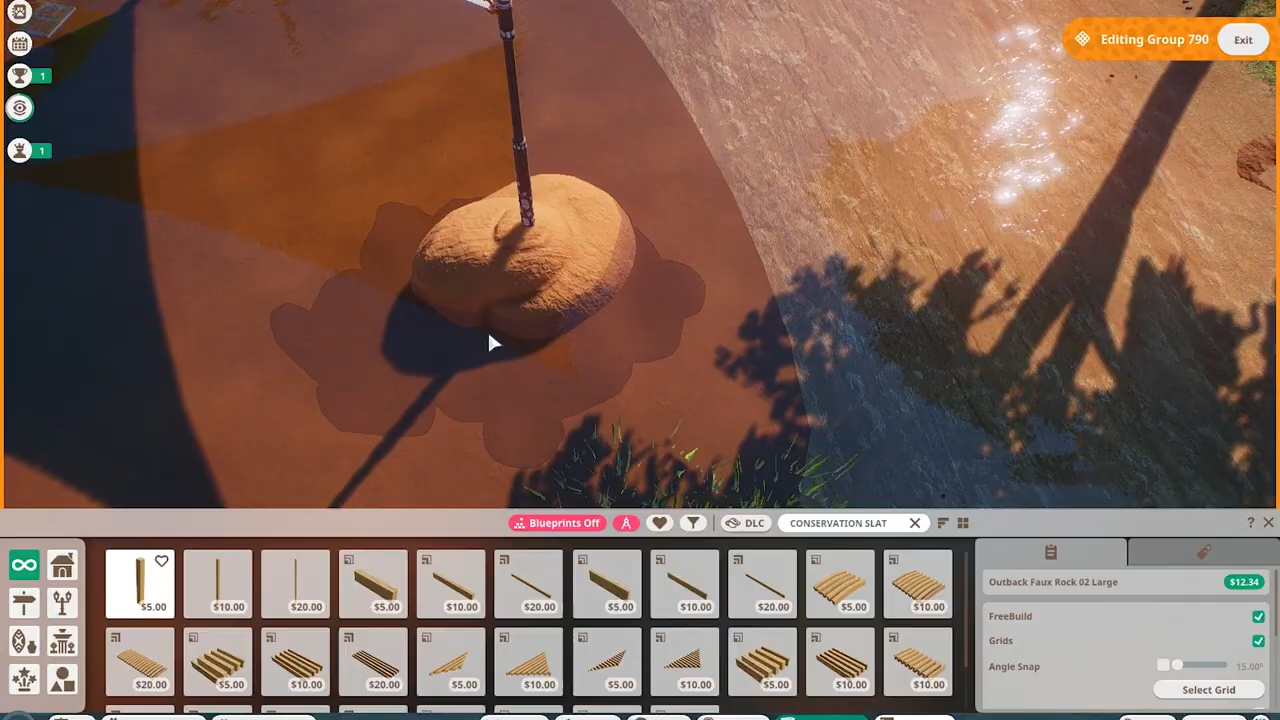 Editing Group 790
Exit
1
1
Blueprints Off
DLC
CONSERVATION SLAT
?
$5.00
$10.00
$20.00
$5.00
$10.00
$20.00
$5.00
$10.00
$20.00
$5.00
$10.00
$20.00
$5.00
$10.00
$20.00
$5.00
$10.00
$5.00
$10.00
$5.00
$10.00
$10.00
Outback Faux Rock 02 Large
$12.34
FreeBuild
Grids
Angle Snap
15.00°
Select Grid